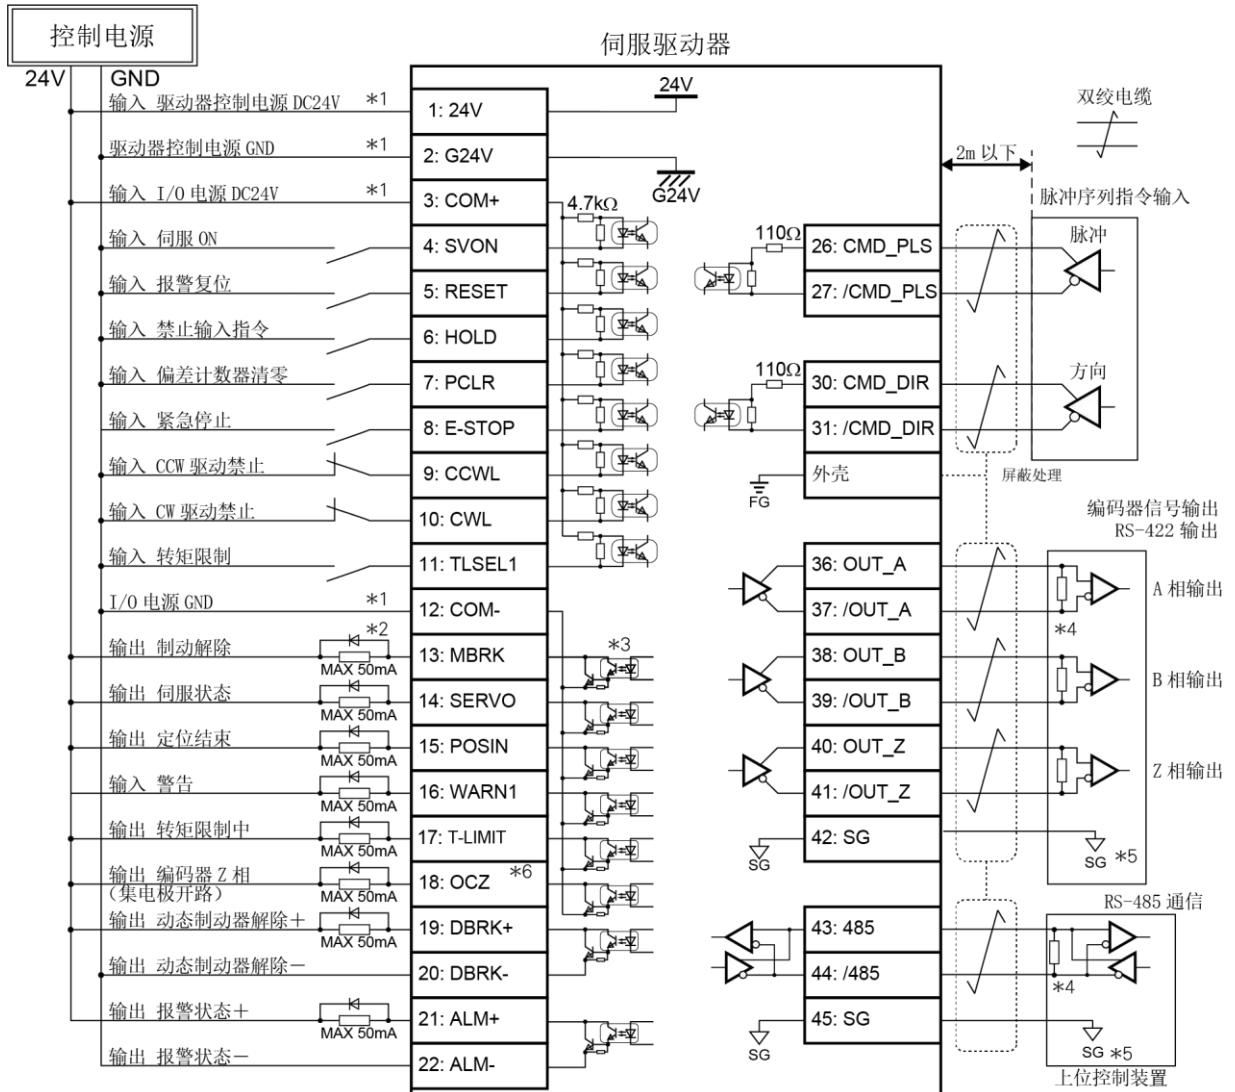 控制电源
伺服驱动器
24V
GND
输入 驱动器控制电源 DC24V *1
1: 24V
24V
驱动器控制电源 GND *1
2: G24V
G24V
输入 I/O 电源 DC24V *1
3: COM+
4.7kΩ
输入 伺服 ON
4: SVON
输入 报警复位
5: RESET
输入 禁止输入指令
6: HOLD
输入 偏差计数器清零
7: PCLR
输入 紧急停止
8: E-STOP
输入 CCW 驱动禁止
9: CCWL
输入 CW 驱动禁止
10: CWL
输入 转矩限制
11: TLSEL1
I/O 电源 GND *1
12: COM-
输出 制动解除
*2
MAX 50mA
13: MBRK
*3
输出 伺服状态
MAX 50mA
14: SERVO
输出 定位结束
MAX 50mA
15: POSIN
输入 警告
MAX 50mA
16: WARN1
输出 转矩限制中
MAX 50mA
17: T-LIMIT
输出 编码器 Z 相
(集电极开路)
MAX 50mA
18: OCZ
*6
输出 动态制动器解除+
MAX 50mA
19: DBRK+
输出 动态制动器解除-
20: DBRK-
输出 报警状态+
MAX 50mA
21: ALM+
输出 报警状态-
22: ALM-
双绞电缆
2m 以下
脉冲序列指令输入
110Ω
26: CMD_PLS
脉冲
27: /CMD_PLS
110Ω
30: CMD_DIR
方向
31: /CMD_DIR
外壳
FG
屏蔽处理
编码器信号输出
RS-422 输出
36: OUT_A
A 相输出
37: /OUT_A
*4
38: OUT_B
B 相输出
39: /OUT_B
40: OUT_Z
Z 相输出
41: /OUT_Z
42: SG
SG
SG *5
RS-485 通信
43: 485
44: /485
*4
45: SG
SG
SG *5
上位控制装置